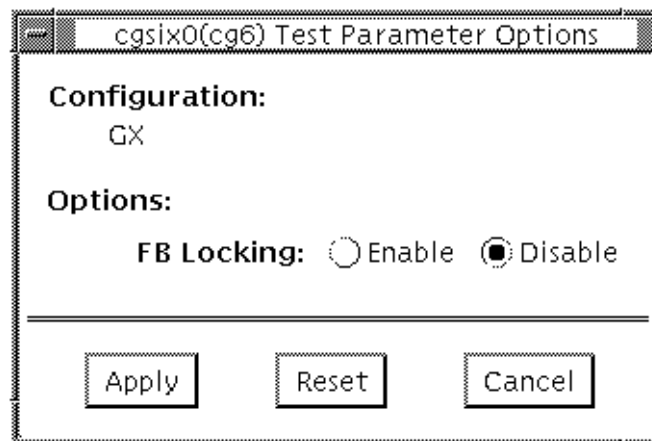 cgsix0(cg6) Test Parameter Options
Configuration:
GX
Options:
FB Locking: Enable Disable
Apply Reset Cancel